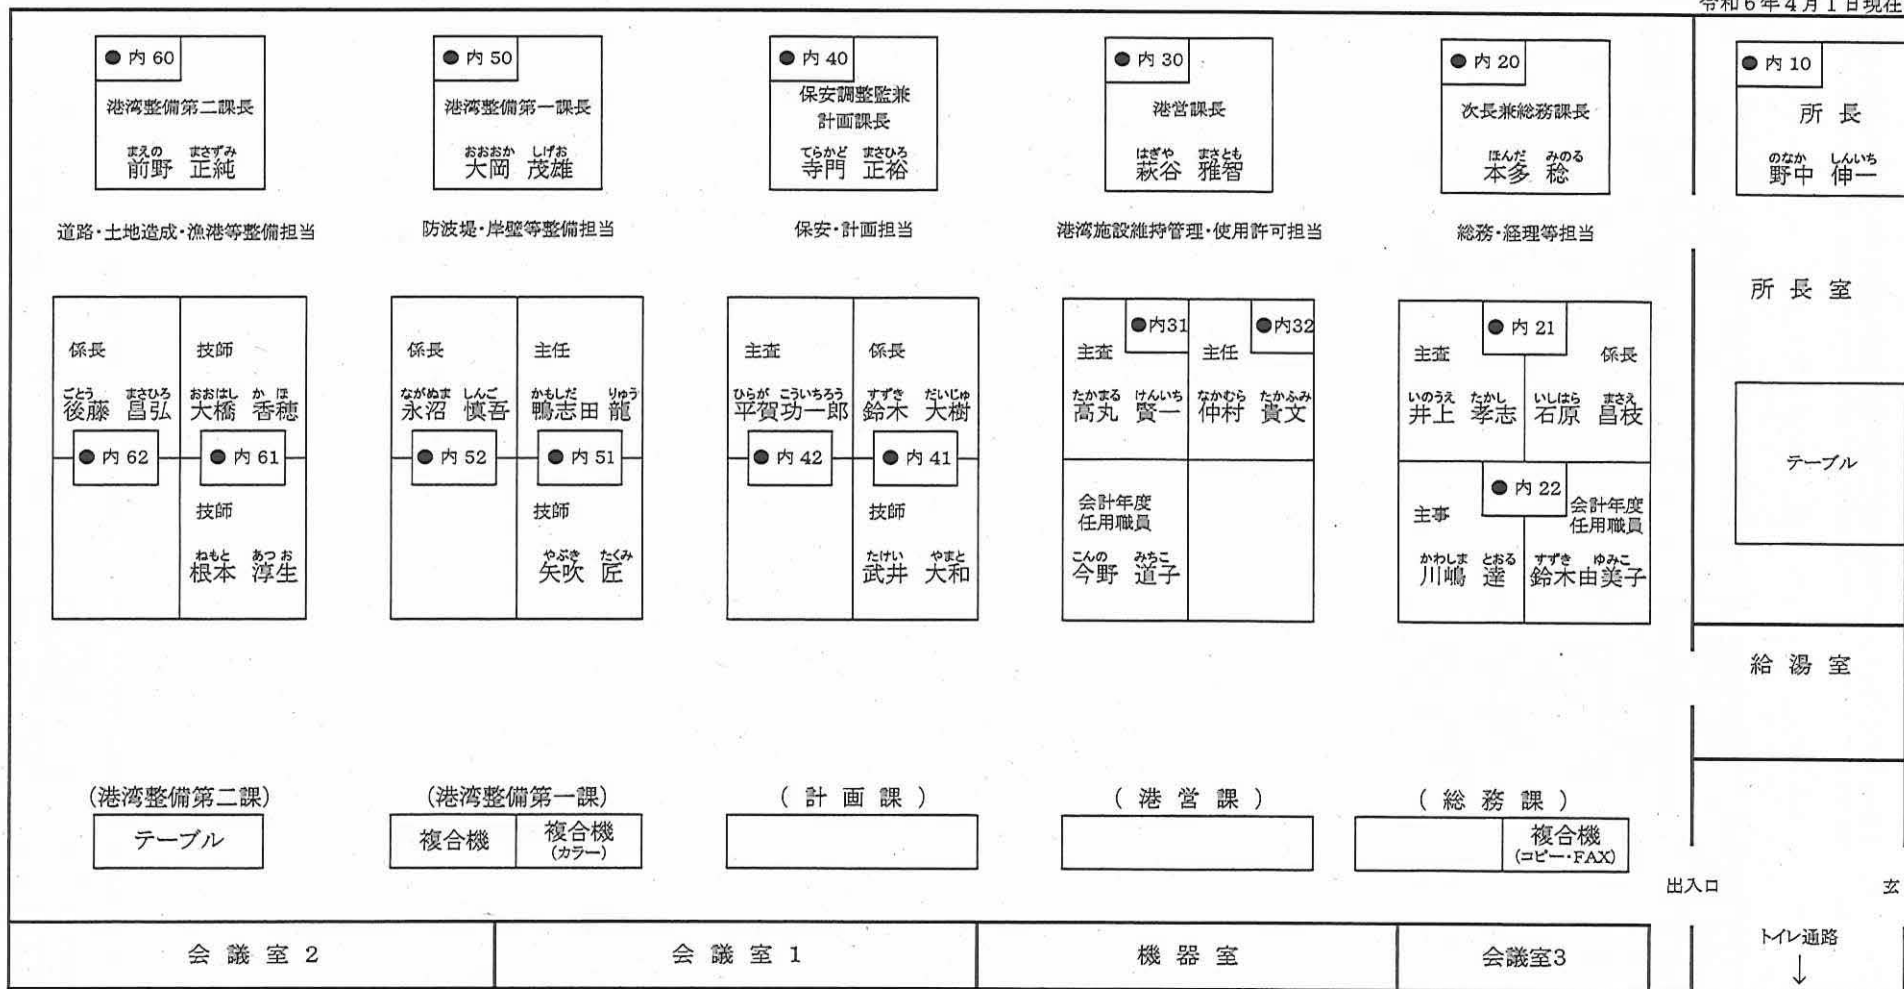 令和6年4月1日現在
●内 60
港湾整備第二課長
まえの まさずみ
前野 正純
●内 50
港湾整備第一課長
おおおか しげお
大岡 茂雄
●内 40
保安調整監兼
計画課長
てらかど まさひろ
寺門 正裕
●内 30
港営課長
はぎや まさとも
萩谷 雅智
●内 20
次長兼総務課長
ほんだ みのる
本多 稔
●内 10
所 長
のなか しんいち
野中 伸一
道路・土地造成・漁港等整備担当
防波堤・岸壁等整備担当
保安・計画担当
港湾施設維持管理・使用許可担当
総務・経理等担当
所 長 室
係長
ごとう まさひろ
後藤 昌弘
技師
おおはし か ほ
大橋 香穂
●内 62
●内 61
技師
ねもと あつ お
根本 淳生
係長
ながぬま しんご
永沼 慎吾
主任
かもしだ りゅう
鴨志田 龍
●内 52
●内 51
技師
やぶき たくみ
矢吹 匠
主査
ひらが こういちろう
平賀功一郎
係長
すずき だいじゅ
鈴木 大樹
●内 42
●内 41
技師
たけい やまと
武井 大和
●内31
主査
たかまる けんいち
高丸 賢一
●内32
主任
なかむら たかふみ
仲村 貴文
会計年度
任用職員
こんの みちこ
今野 道子
●内 21
主査
いのうえ たかし
井上 孝志
係長
いしはら まさえ
石原 昌枝
●内 22
主事
かわしま とおる
川嶋 達
会計年度
任用職員
すずき ゆみこ
鈴木由美子
テーブル
給 湯 室
(港湾整備第二課)
テーブル
(港湾整備第一課)
複合機
複合機
(カラー)
( 計 画 課 )
( 港 営 課 )
( 総 務 課 )
複合機
(コピー・FAX)
出入口
玄
会 議 室 2
会 議 室 1
機 器 室
会議室3
トイレ通路
↓